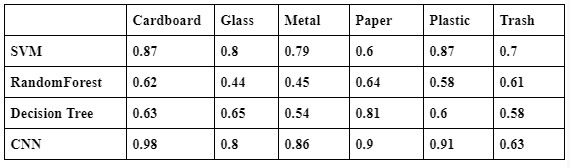 Cardboard Glass Metal Paper Plastic Trash
SVM 0.87 0.8 0.79 0.6 0.87 0.7
RandomForest 0.62 0.44 0.45 0.64 0.58 0.61
Decision Tree 0.63 0.65 0.54 0.81 0.6 0.58
CNN 0.98 0.8 0.86 0.9 0.91 0.63